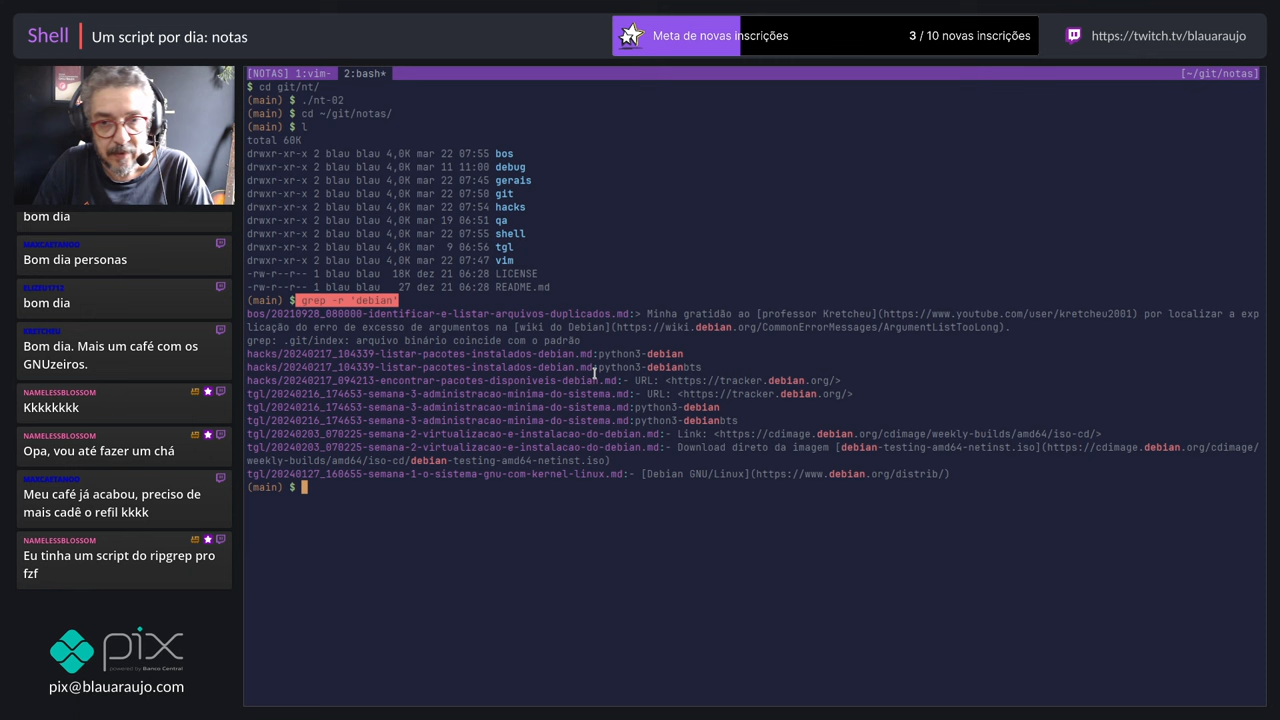 Shell
Um script por dia: notas
Meta de novas inscrições
3 / 10 novas inscrições
https://twitch.tv/blauaraujo
bom dia
MAXCAETANOO
Bom dia personas
bom dia
KRETCHEU
Bom dia. Mais um café com os
GNUzeiros.
NAMELESSBLOSSOM
Kkkkkkkk
NAMELESSBLOSSOM
Opa, vou até fazer um chá
MAXCAETANOO
Meu café já acabou, preciso de
mais cadê o refil kkkk
NAMELESSBLOSSOM
Eu tinha um script do ripgrep pro
fzf
pix
powered by Banco Central
pix@blauaraujo.com
[NOTAS] 1:vim- 2:bash* [~/git/notas]
$ cd git/nt/
(main) $ ./nt-02
(main) $ cd ~/git/notas/
(main) $ l
total 60K
drwxr-xr-x 2 blau blau 4,0K mar 22 07:55 bos
drwxr-xr-x 2 blau blau 4,0K mar 11 11:00 debug
drwxr-xr-x 2 blau blau 4,0K mar 22 07:45 gerais
drwxr-xr-x 2 blau blau 4,0K mar 22 07:50 git
drwxr-xr-x 2 blau blau 4,0K mar 22 07:54 hacks
drwxr-xr-x 2 blau blau 4,0K mar 19 06:51 qa
drwxr-xr-x 2 blau blau 4,0K mar 22 07:55 shell
drwxr-xr-x 2 blau blau 4,0K mar  9 06:56 tgl
drwxr-xr-x 2 blau blau 4,0K mar 22 07:47 vim
-rw-r--r-- 1 blau blau  18K dez 21 06:28 LICENSE
-rw-r--r-- 1 blau blau   27 dez 21 06:28 README.md
(main) $ grep -r 'debian'
bos/20210928_080000-identificar-e-listar-arquivos-duplicados.md:> Minha gratidão ao [professor Kretcheu](https://www.youtube.com/user/kretcheu2001) por localizar a exp
licação do erro de excesso de argumentos na [wiki do Debian](https://wiki.debian.org/CommonErrorMessages/ArgumentListTooLong).
grep: .git/index: arquivo binário coincide com o padrão
hacks/20240217_104339-listar-pacotes-instalados-debian.md:python3-debian
hacks/20240217_104339-listar-pacotes-instalados-debian.md:python3-debianbts
hacks/20240217_094213-encontrar-pacotes-disponiveis-debian.md:- URL: <https://tracker.debian.org/>
tgl/20240216_174653-semana-3-administracao-minima-do-sistema.md:- URL: <https://tracker.debian.org/>
tgl/20240216_174653-semana-3-administracao-minima-do-sistema.md:python3-debian
tgl/20240216_174653-semana-3-administracao-minima-do-sistema.md:python3-debianbts
tgl/20240203_070225-semana-2-virtualizacao-e-instalacao-do-debian.md:- Link: <https://cdimage.debian.org/cdimage/weekly-builds/amd64/iso-cd/>
tgl/20240203_070225-semana-2-virtualizacao-e-instalacao-do-debian.md:- Download direto da imagem [debian-testing-amd64-netinst.iso](https://cdimage.debian.org/cdimage/
weekly-builds/amd64/iso-cd/debian-testing-amd64-netinst.iso)
tgl/20240127_160655-semana-1-o-sistema-gnu-com-kernel-linux.md:- [Debian GNU/Linux](https://www.debian.org/distrib/)
(main) $